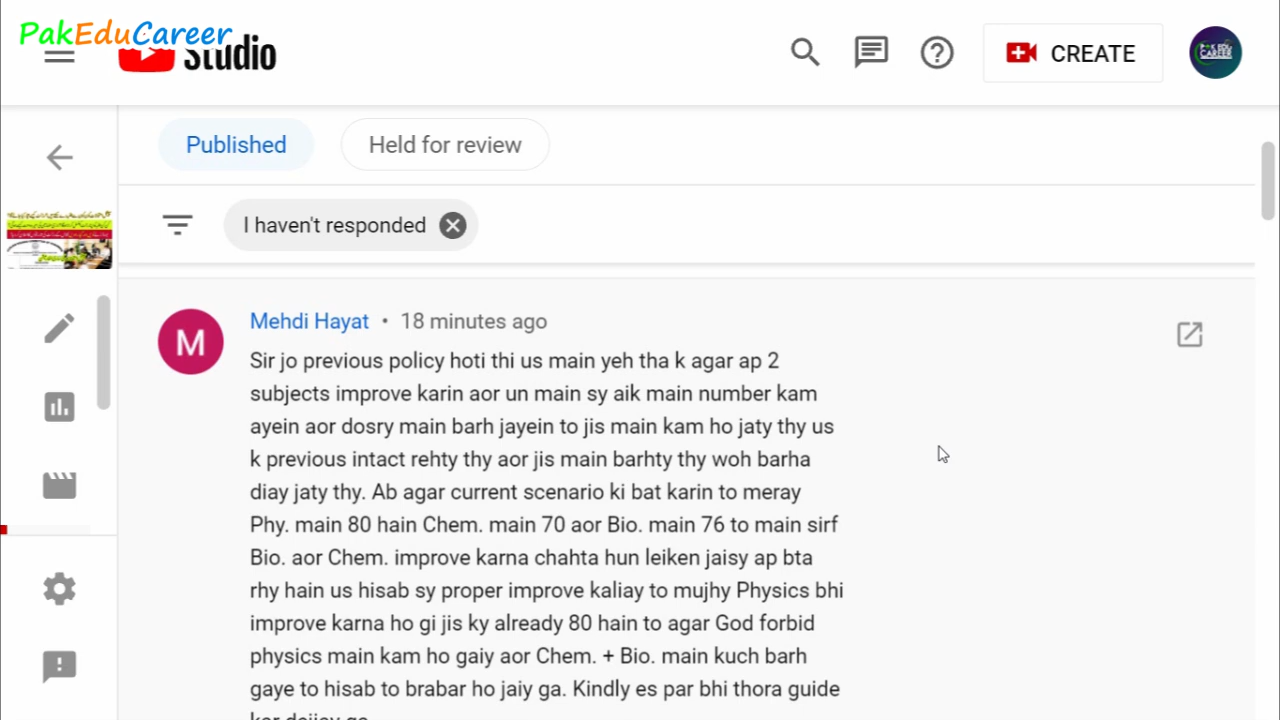 PakEduCareer
Studio
CREATE
Published
Held for review
I haven't responded
Mehdi Hayat • 18 minutes ago
M
Sir jo previous policy hoti thi us main yeh tha k agar ap 2
subjects improve karin aor un main sy aik main number kam
ayein aor dosry main barh jayein to jis main kam ho jaty thy us
k previous intact rehty thy aor jis main barhty thy woh barha
diay jaty thy. Ab agar current scenario ki bat karin to meray
Phy. main 80 hain Chem. main 70 aor Bio. main 76 to main sirf
Bio. aor Chem. improve karna chahta hun leiken jaisy ap bta
rhy hain us hisab sy proper improve kaliay to mujhy Physics bhi
improve karna ho gi jis ky already 80 hain to agar God forbid
physics main kam ho gaiy aor Chem. + Bio. main kuch barh
gaye to hisab to brabar ho jaiy ga. Kindly es par bhi thora guide